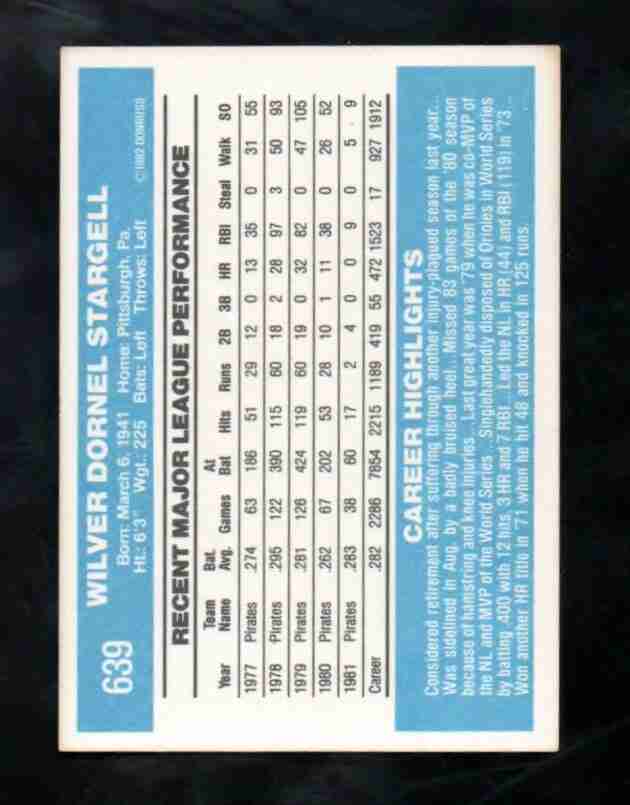 639
WILVER DORNEL STARGELL
Born: March 6, 1941 Home: Pittsburgh, Pa.
Ht.: 6'3" Wgt.: 225 Bats: Left Throws: Left ©1982 DONRUSS
RECENT MAJOR LEAGUE PERFORMANCE
Year Team Name Bat. Avg. Games At Bat Hits Runs 2B 3B HR RBI Steal Walk SO
1977 Pirates .274 63 186 51 29 12 0 13 35 0 31 55
1978 Pirates .295 122 390 115 60 18 2 28 97 3 50 93
1979 Pirates .281 126 424 119 60 19 0 32 82 0 47 105
1980 Pirates .262 67 202 53 28 10 1 11 38 0 26 52
1981 Pirates .283 38 60 17 2 4 0 0 9 0 5 9
Career .282 2286 7854 2215 1189 419 55 472 1523 17 927 1912
CAREER HIGHLIGHTS
Considered retirement after suffering through another injury-plagued season last year...
Was sidelined in Aug. by a badly bruised heel...Missed 83 games of the '80 season
because of hamstring and knee injuries...Last great year was '79 when he was co-MVP of
the NL and MVP of the World Series...Singlehandedly disposed of Orioles in World Series
by batting .400 with 12 hits, 3 HR and 7 RBI...Led the NL in HR (44) and RBI (119) in '73...
Won another HR title in '71 when he hit 48 and knocked in 125 runs.